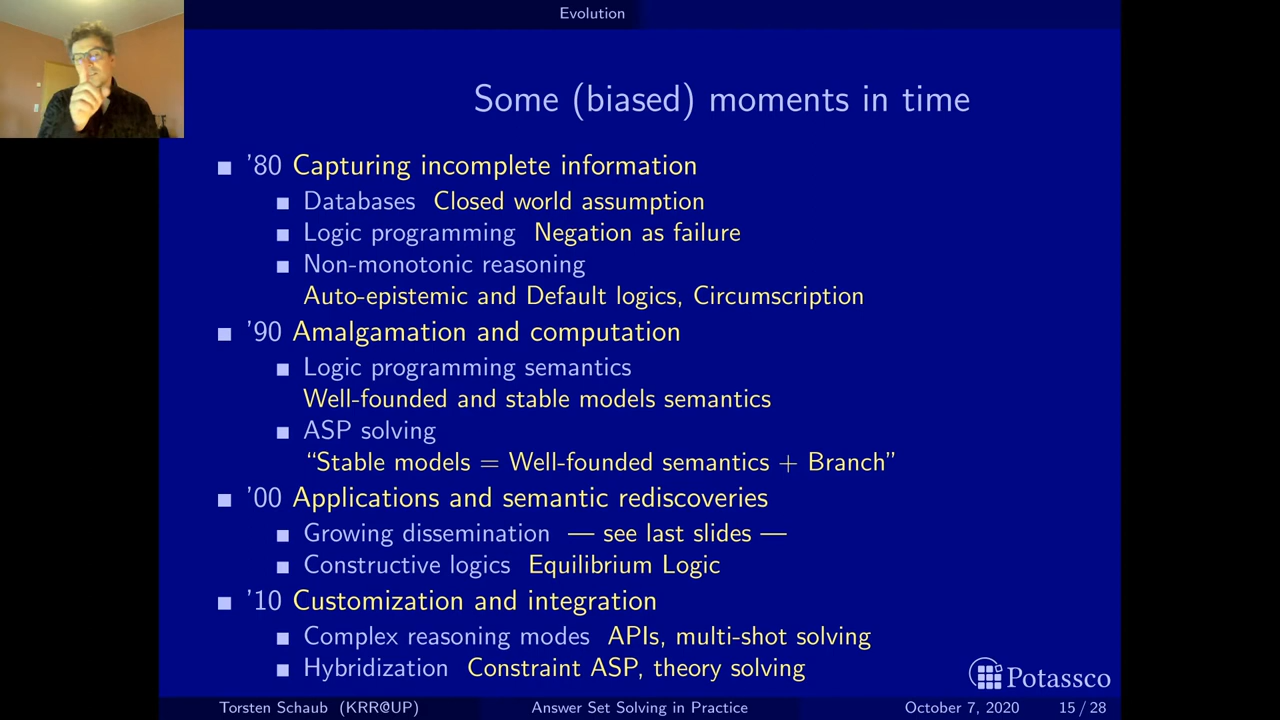 Evolution
Some (biased) moments in time
'80 Capturing incomplete information
Databases Closed world assumption
Logic programming Negation as failure
Non-monotonic reasoning
Auto-epistemic and Default logics, Circumscription
'90 Amalgamation and computation
Logic programming semantics
Well-founded and stable models semantics
ASP solving
“Stable models = Well-founded semantics + Branch”
'00 Applications and semantic rediscoveries
Growing dissemination — see last slides —
Constructive logics Equilibrium Logic
'10 Customization and integration
Complex reasoning modes APIs, multi-shot solving
Hybridization Constraint ASP, theory solving
Potassco
Torsten Schaub (KRR@UP) Answer Set Solving in Practice October 7, 2020 15 / 28